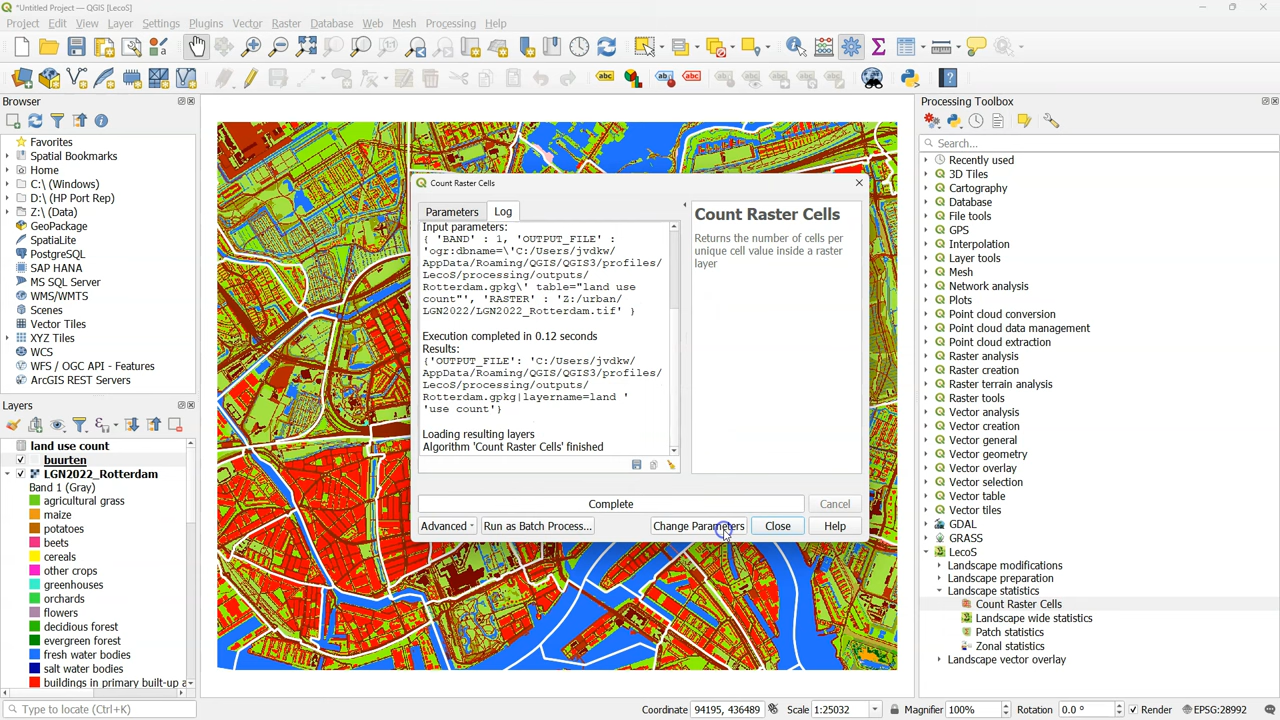 *Untitled Project — QGIS [LecoS]
Project Edit View Layer Settings Plugins Vector Raster Database Web Mesh Processing Help
Browser
Favorites
Spatial Bookmarks
Home
C:\ (Windows)
D:\ (HP Port Rep)
Z:\ (Data)
GeoPackage
SpatiaLite
PostgreSQL
SAP HANA
MS SQL Server
WMS/WMTS
Scenes
Vector Tiles
XYZ Tiles
WCS
WFS / OGC API - Features
ArcGIS REST Servers
Layers
land use count
buurten
LGN2022_Rotterdam
Band 1 (Gray)
agricultural grass
maize
potatoes
beets
cereals
other crops
greenhouses
orchards
flowers
decidious forest
evergreen forest
fresh water bodies
salt water bodies
buildings in primary built-up a
Count Raster Cells
Parameters Log
Input parameters:
{ 'BAND' : 1, 'OUTPUT_FILE' :
'ogr:dbname=\'C:/Users/jvdkw/
AppData/Roaming/QGIS/QGIS3/profiles/
LecoS/processing/outputs/
Rotterdam.gpkg\' table="land use
count"', 'RASTER' : 'Z:/urban/
LGN2022/LGN2022_Rotterdam.tif' }
Execution completed in 0.12 seconds
Results:
{'OUTPUT_FILE': 'C:/Users/jvdkw/
AppData/Roaming/QGIS/QGIS3/profiles/
LecoS/processing/outputs/
Rotterdam.gpkg|layername=land '
'use count'}
Loading resulting layers
Algorithm 'Count Raster Cells' finished
Count Raster Cells
Returns the number of cells per
unique cell value inside a raster
layer
Complete
Cancel
Advanced
Run as Batch Process...
Change Parameters
Close
Help
Processing Toolbox
Search...
Recently used
3D Tiles
Cartography
Database
File tools
GPS
Interpolation
Layer tools
Mesh
Network analysis
Plots
Point cloud conversion
Point cloud data management
Point cloud extraction
Raster analysis
Raster creation
Raster terrain analysis
Raster tools
Vector analysis
Vector creation
Vector general
Vector geometry
Vector overlay
Vector selection
Vector table
Vector tiles
GDAL
GRASS
LecoS
Landscape modifications
Landscape preparation
Landscape statistics
Count Raster Cells
Landscape wide statistics
Patch statistics
Zonal statistics
Landscape vector overlay
Type to locate (Ctrl+K)
Coordinate 94195, 436489 Scale 1:25032 Magnifier 100% Rotation 0.0 ° Render EPSG:28992